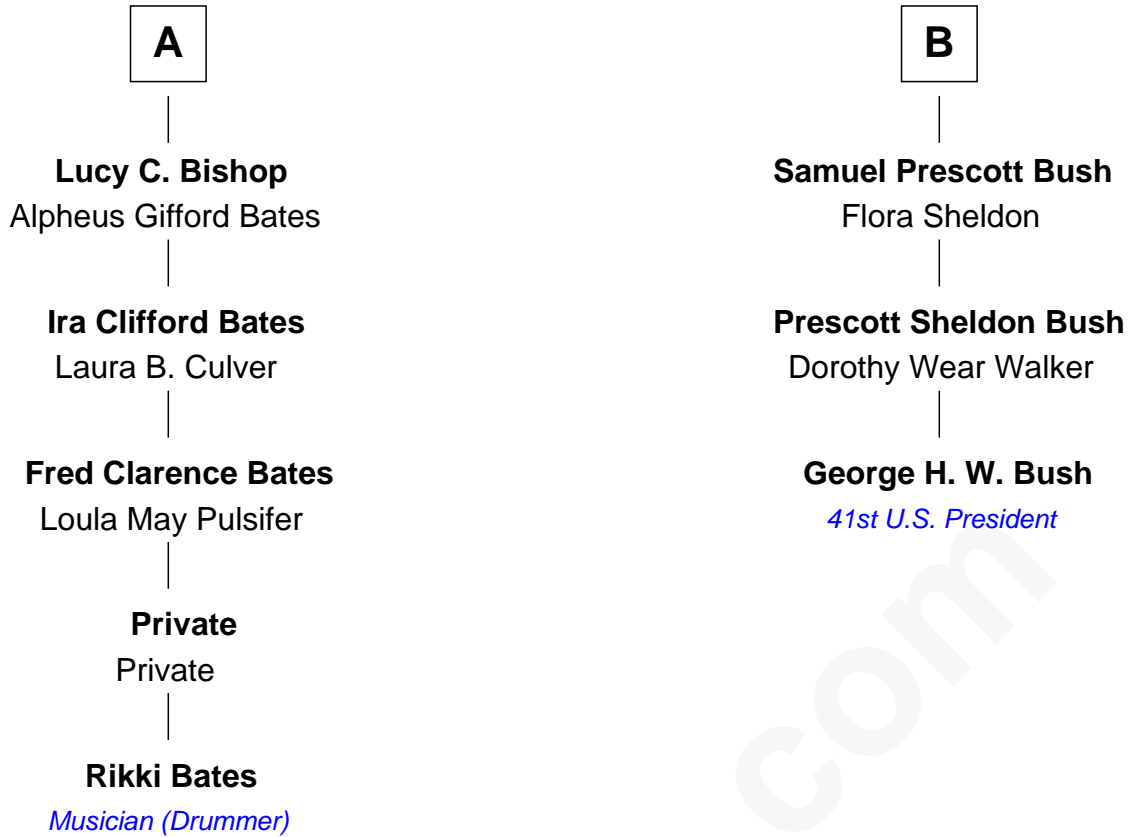 A
Lucy C. Bishop
Alpheus Gifford Bates
Ira Clifford Bates
Laura B. Culver
Fred Clarence Bates
Loula May Pulsifer
Private
Private
Rikki Bates
Musician (Drummer)
B
Samuel Prescott Bush
Flora Sheldon
Prescott Sheldon Bush
Dorothy Wear Walker
George H. W. Bush
41st U.S. President
com